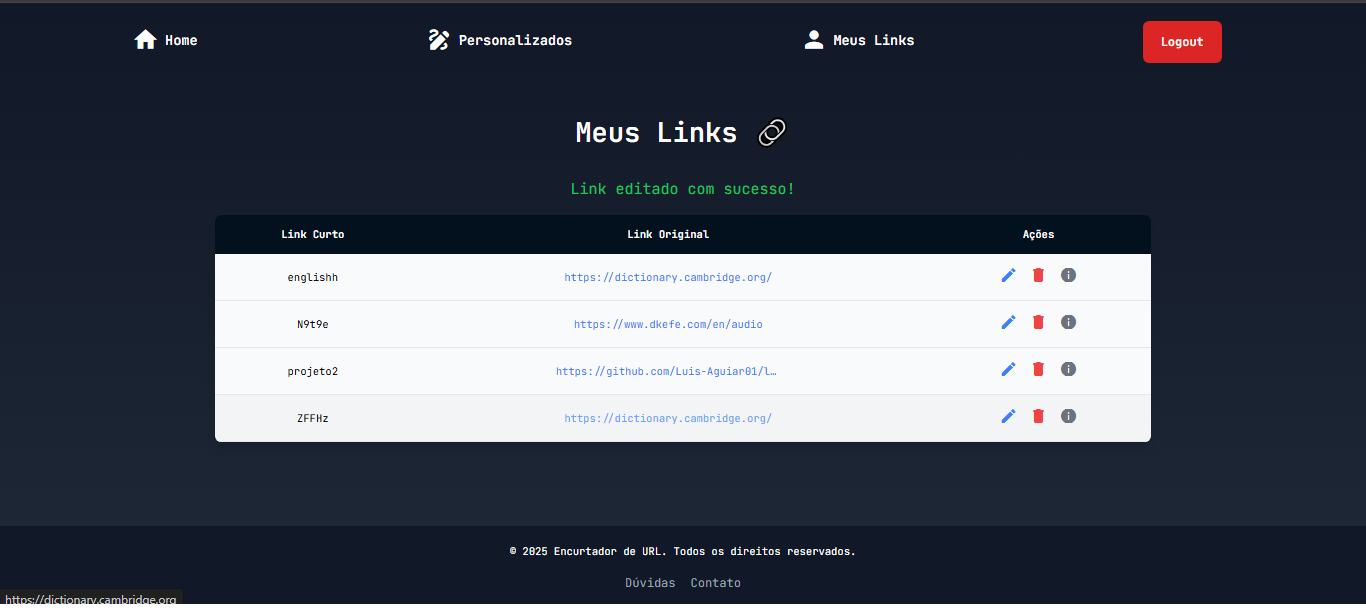 Home Personalizados Meus Links Logout
Meus Links
Link editado com sucesso!
Link Curto Link Original Ações
englishh https://dictionary.cambridge.org/
N9t9e https://www.dkefe.com/en/audio
projeto2 https://github.com/Luis-Aguiar01/l…
ZFFHz https://dictionary.cambridge.org/
© 2025 Encurtador de URL. Todos os direitos reservados.
Dúvidas Contato
https://dictionary.cambridge.org